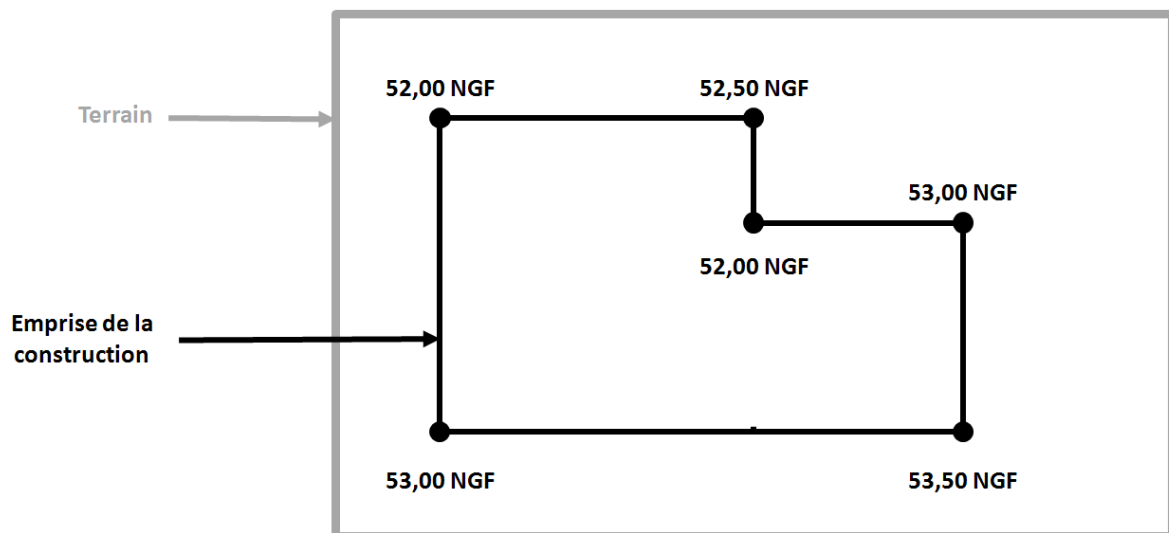 52,00 NGF
52,50 NGF
Terrain
53,00 NGF
52,00 NGF
Emprise de la
construction
53,00 NGF
53,50 NGF